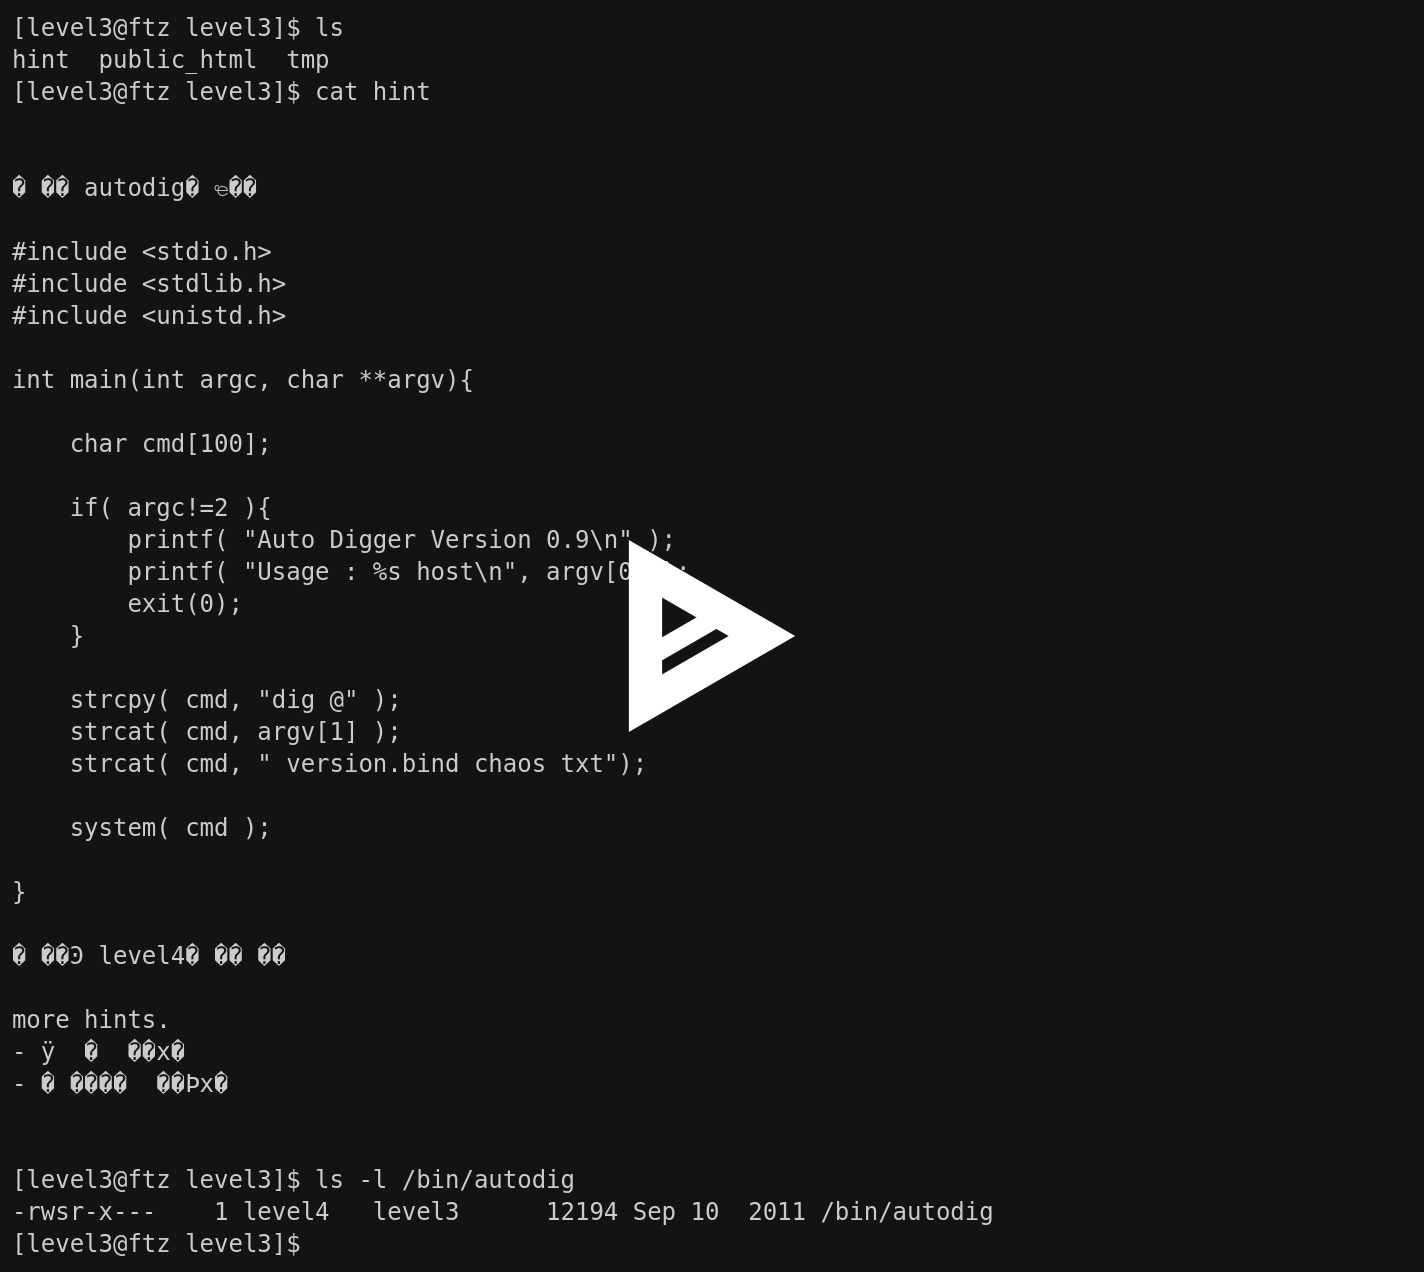 [level3@ftz level3]$ ls
hint  public_html  tmp
[level3@ftz level3]$ cat hint
autodig
#include <stdio.h>
#include <stdlib.h>
#include <unistd.h>
int main(int argc, char **argv){
    char cmd[100];
    if( argc!=2 ){
        printf( "Auto Digger Version 0.9\n" );
        printf( "Usage : %s host\n", argv[0
        exit(0);
    }
    strcpy( cmd, "dig @" );
    strcat( cmd, argv[1] );
    strcat( cmd, " version.bind chaos txt");
    system( cmd );
}
level4
more hints.
[level3@ftz level3]$ ls -l /bin/autodig
-rwsr-x---    1 level4   level3      12194 Sep 10  2011 /bin/autodig
[level3@ftz level3]$